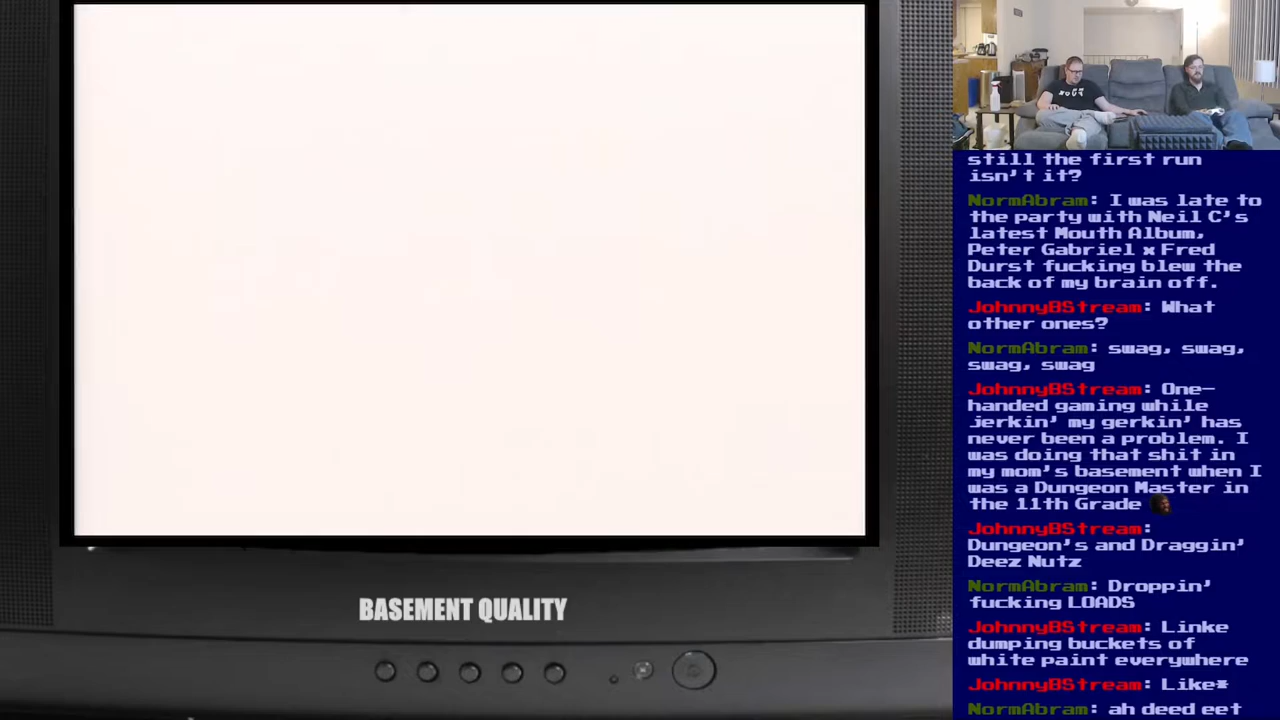 still the first run
isn't it?
NormAbram: I was late to
the party with Neil C's
latest Mouth Album,
Peter Gabriel x Fred
Durst fucking blew the
back of my brain off.
JohnnyBStream: What
other ones?
NormAbram: swag, swag,
swag, swag
JohnnyBStream: One-
handed gaming while
jerkin' my gerkin' has
never been a problem. I
was doing that shit in
my mom's basement when I
was a Dungeon Master in
the 11th Grade
JohnnyBStream:
Dungeon's and Draggin'
Deez Nutz
NormAbram: Droppin'
fucking LOADS
JohnnyBStream: Linke
dumping buckets of
white paint everywhere
JohnnyBStream: Like*
NormAbram: ah deed eet
BASEMENT QUALITY